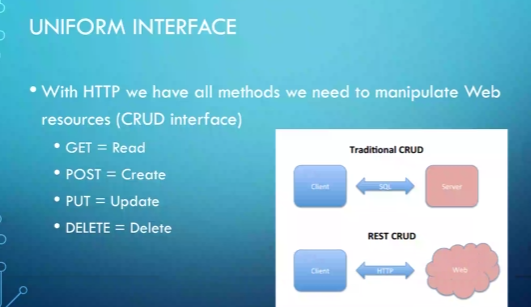 UNIFORM INTERFACE
• With HTTP we have all methods we need to manipulate Web
resources (CRUD interface)
• GET = Read
• POST = Create
• PUT = Update
• DELETE = Delete
Traditional CRUD
Client SQL Server
REST CRUD
Client HTTP Web